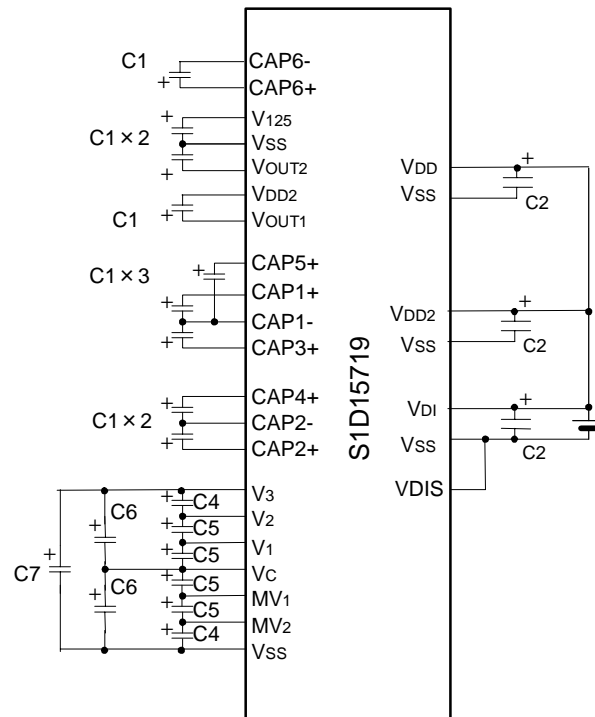 C1
+
CAP6-
CAP6+
+
V125
C1×2
VSS
+
VOUT2
VDD2
C1
+
VOUT1
CAP5+
C1×3
+
CAP1+
+
CAP1-
+
CAP3+
CAP4+
+
C1×2
CAP2-
+
CAP2+
V3
+
C4
V2
C6
+
+
C5
V1
+
C5
C7
+
VC
C6
+
+
C5
MV1
+
C5
MV2
+
C4
VSS
S1D15719
VDD
+
VSS
C2
VDD2
+
VSS
C2
VDI
+
VSS
C2
VDIS